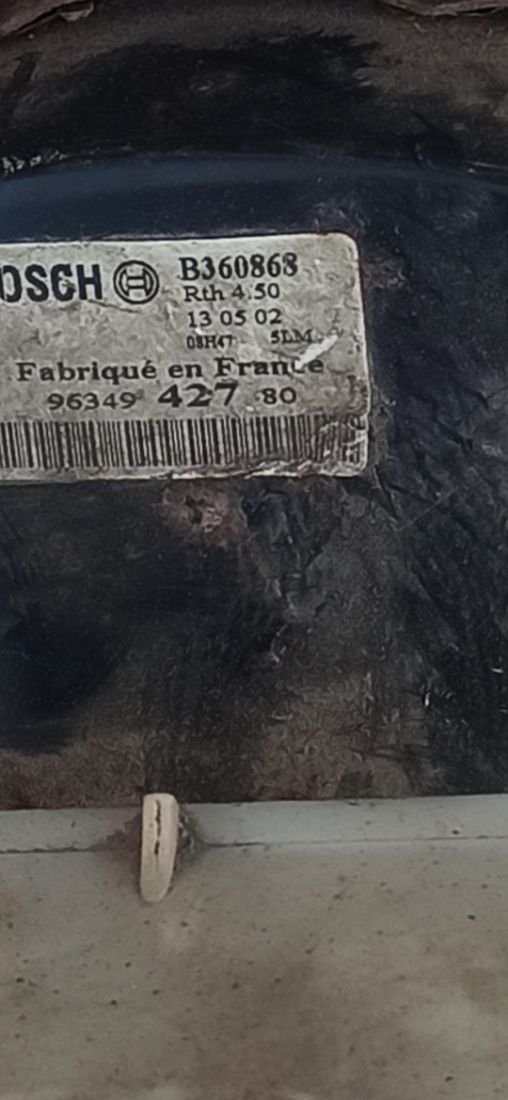 OSCH B360868
Rth 4.50
13 05 02
08H47 5LM
Fabriqué en France
96349 427 80